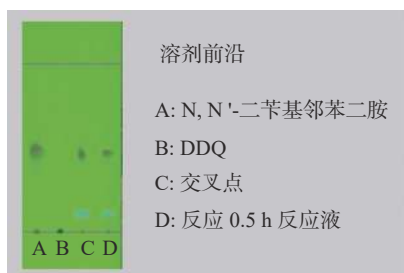 溶剂前沿
A: N, N '-二苄基邻苯二胺
B: DDQ
C: 交叉点
D: 反应 0.5 h 反应液
A B C D